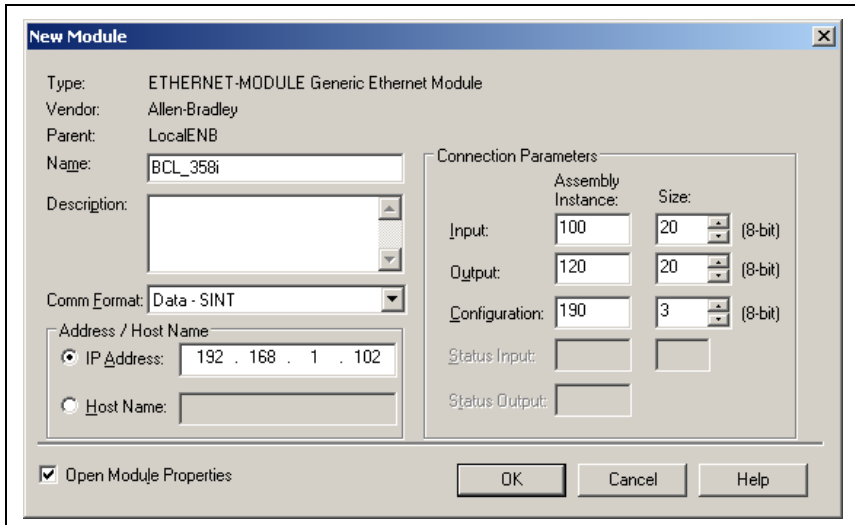 New Module
Type: ETHERNET-MODULE Generic Ethernet Module
Vendor: Allen-Bradley
Parent: LocalENB
Name: BCL_358i
Description:
Comm Format: Data - SINT
Address / Host Name
IP Address: 192 . 168 . 1 . 102
Host Name:
Connection Parameters
Assembly Instance: Size:
Input: 100 20 (8-bit)
Output: 120 20 (8-bit)
Configuration: 190 3 (8-bit)
Status Input:
Status Output:
Open Module Properties
OK Cancel Help